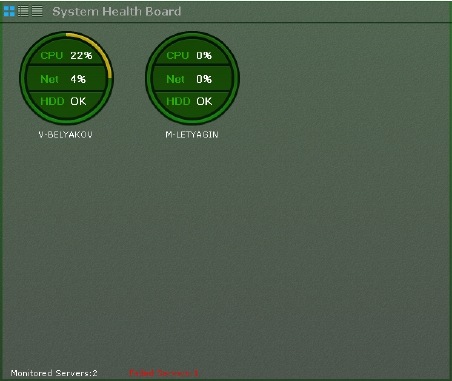 System Health Board
CPU 22%
Net 4%
HDD OK
V-BELYAKOV
CPU 0%
Net 0%
HDD OK
M-LETYAGIN
Monitored Servers:2